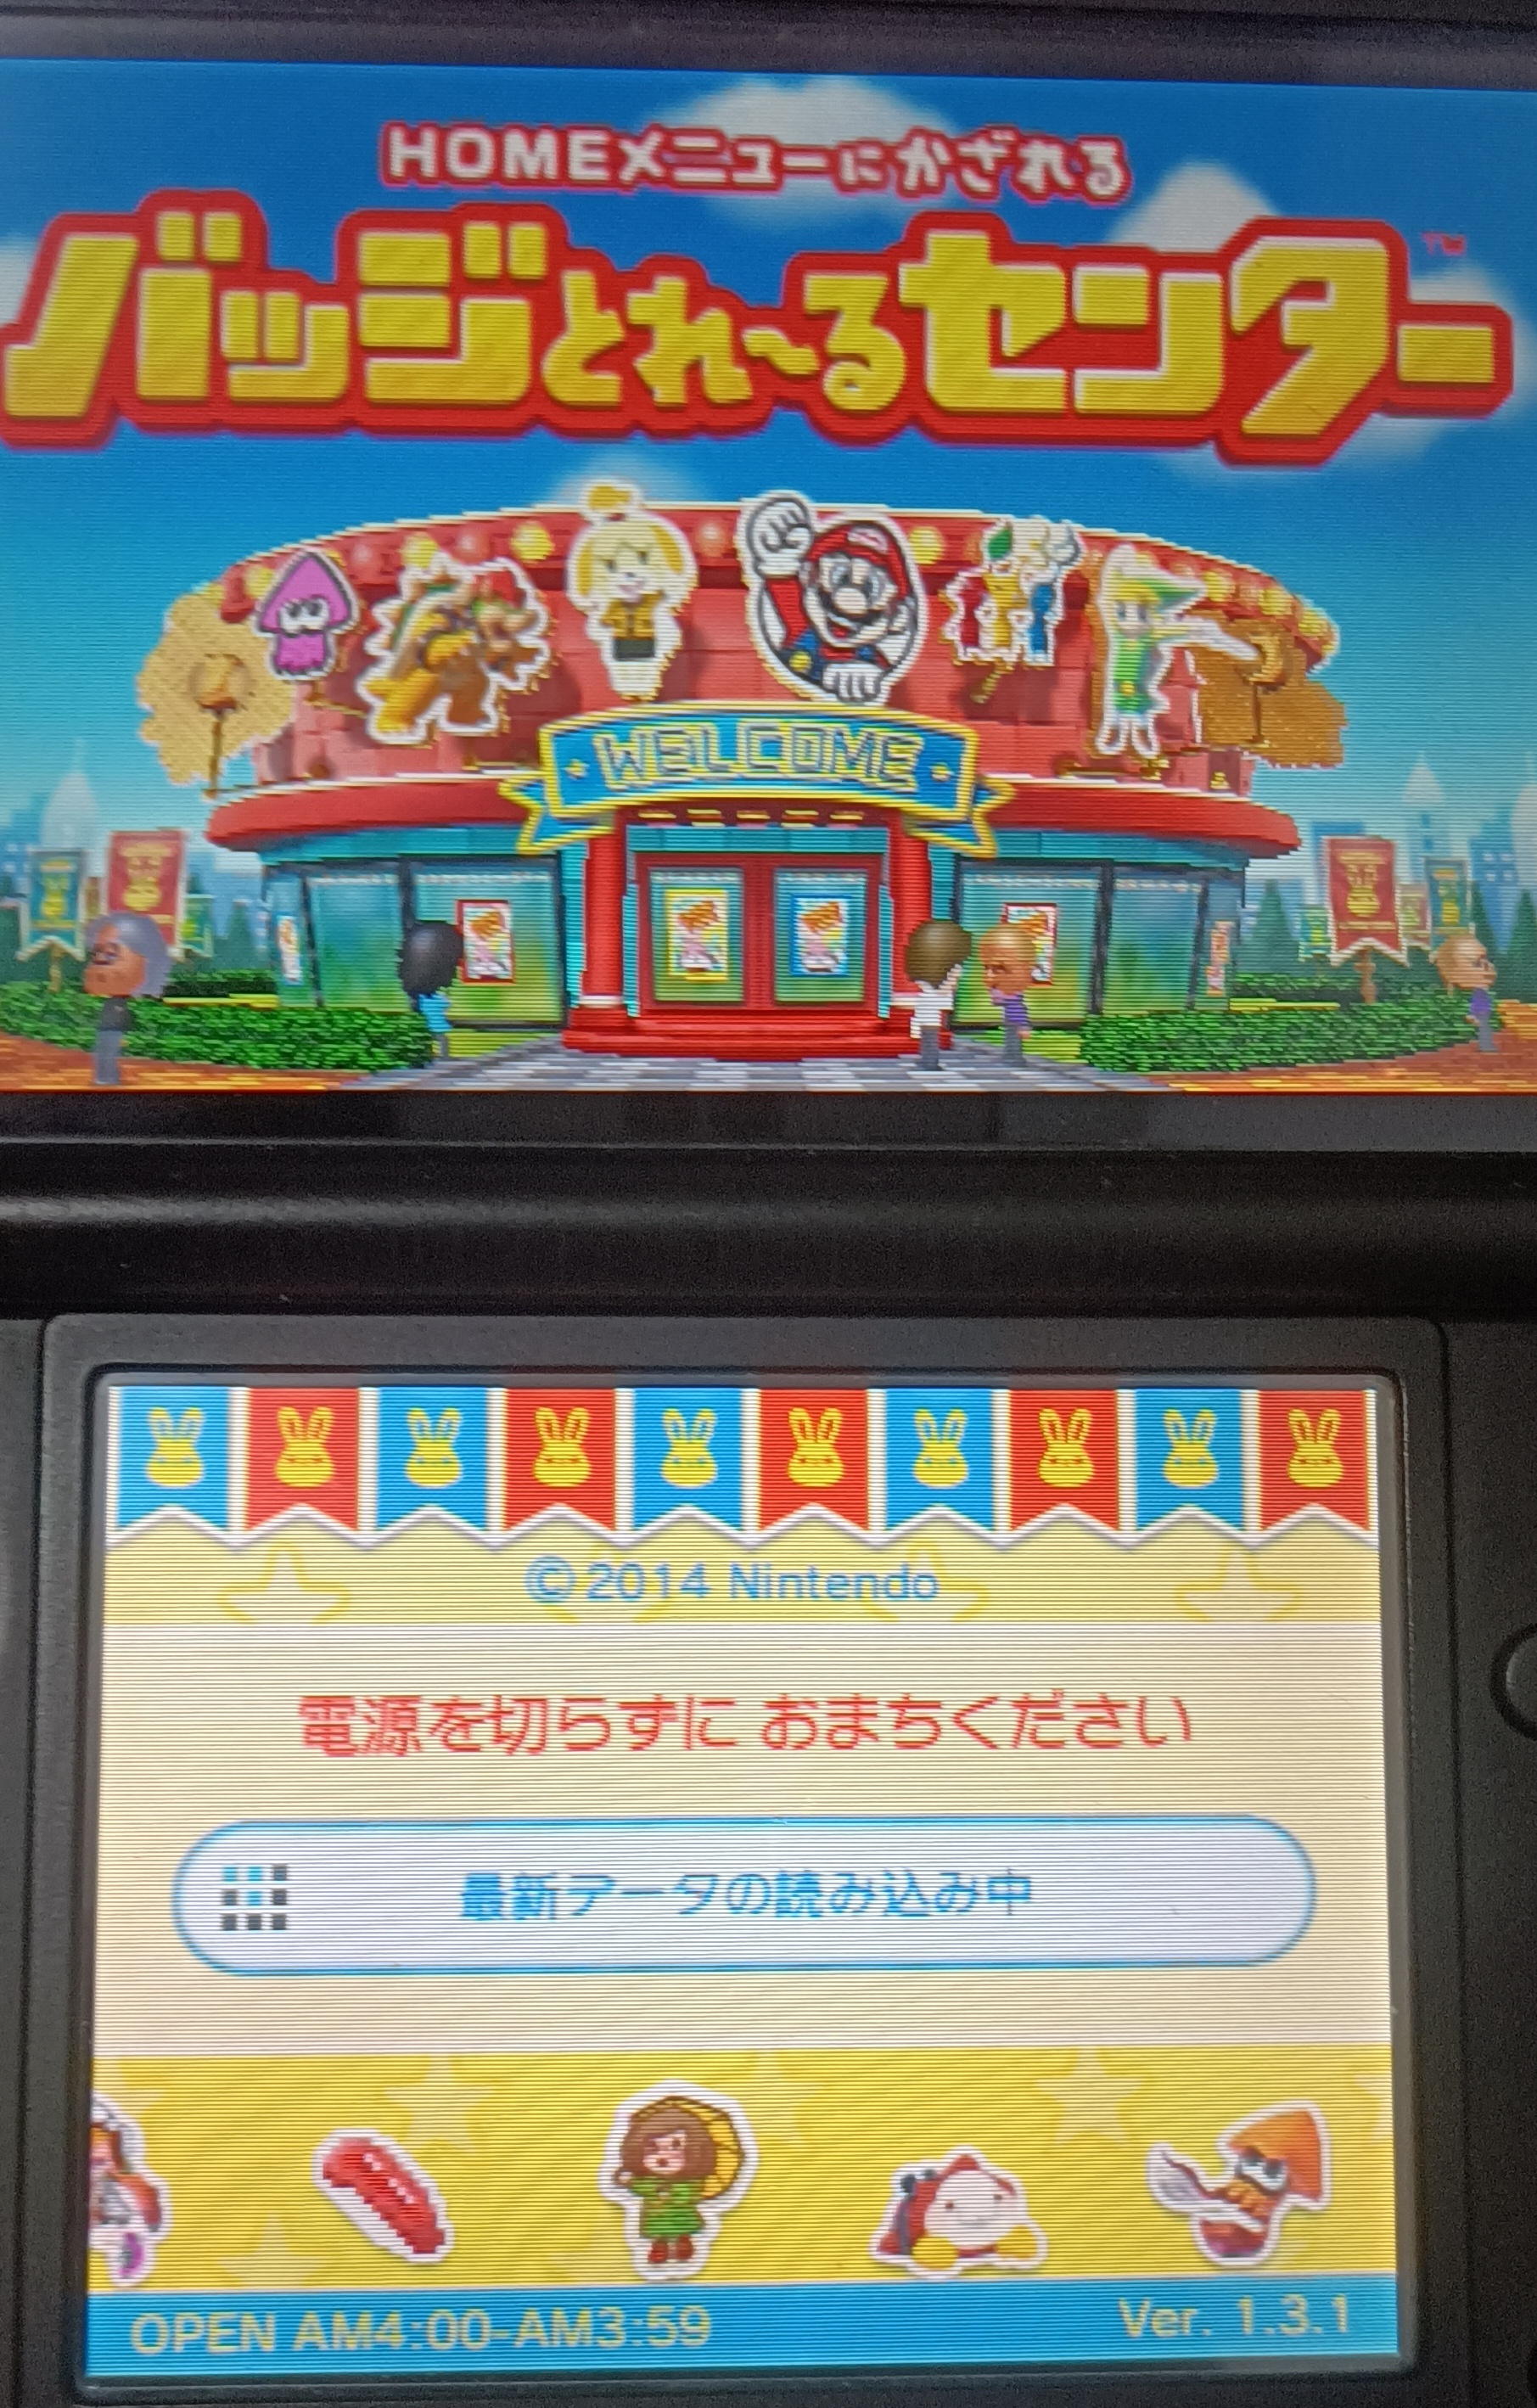 HOMEメニューにかざれる
バッジとれ~るセンター™
WELCOME
©2014 Nintendo
電源を切らずに おまちください
最新データの読み込み中
OPEN AM4:00-AM3:59
Ver. 1.3.1